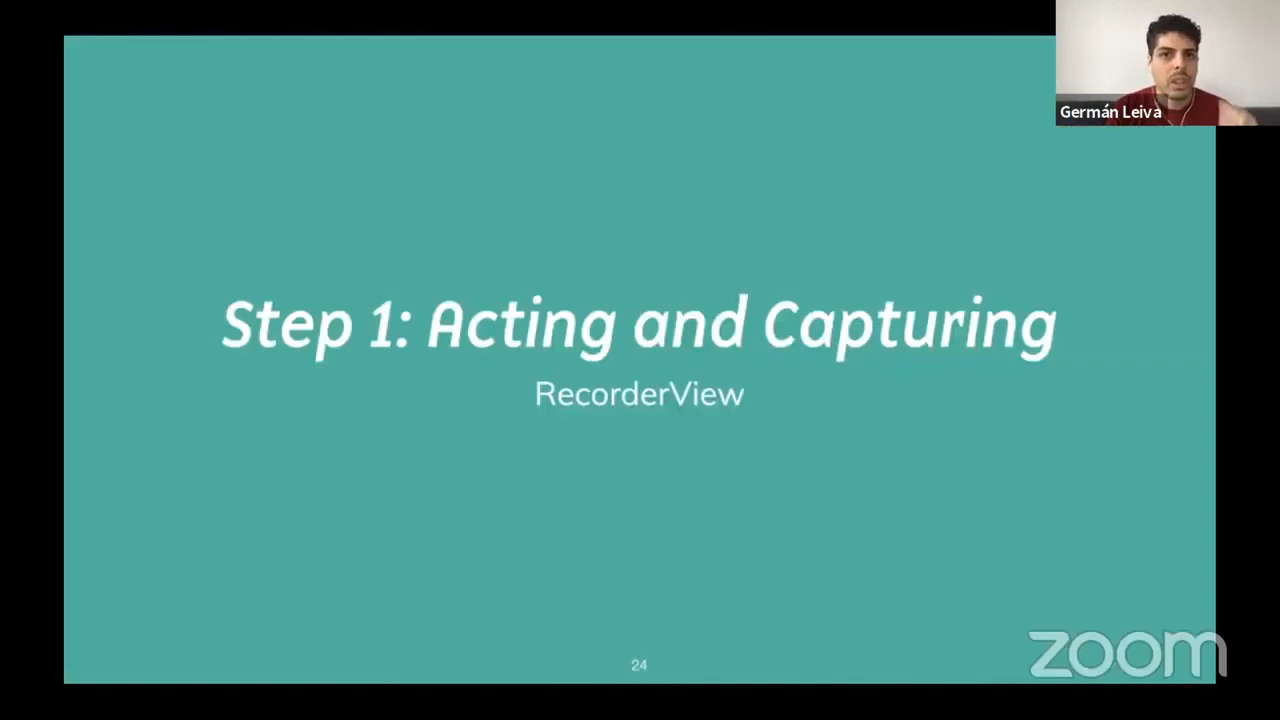 Germán Leiva
Step 1: Acting and Capturing
RecorderView
24
zoom